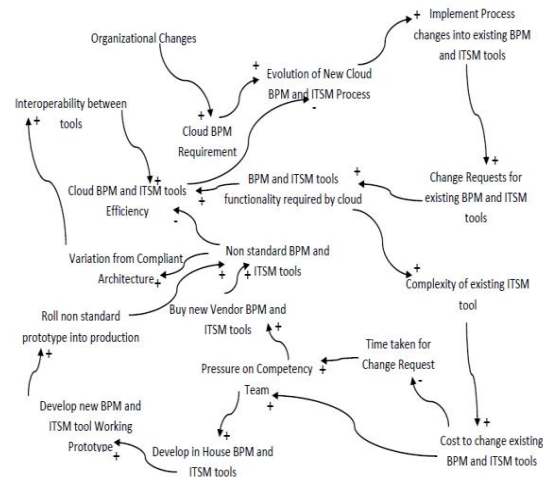 Organizational Changes
Implement Process
changes into existing BPM
and ITSM tools
+
+
Evolution of New Cloud
BPM and ITSM Process
-
+
+
Cloud BPM
Requirement
Interoperability between
tools
+
+
Cloud BPM and ITSM tools
Efficiency
-
+
BPM and ITSM tools
functionality required by cloud
+
+
Change Requests for
existing BPM and ITSM
tools
Variation from Compliant
Architecture
+
Non standard BPM and
ITSM tools
+
+
+
Complexity of existing ITSM
tool
Roll non standard
prototype into production
+
Buy new Vendor BPM and
ITSM tools
+
Time taken for
Change Request
-
Pressure on Competency
Team
+
+
Develop new BPM and
ITSM tool Working
Prototype
+
+
Develop in House BPM and
ITSM tools
+
Cost to change existing
BPM and ITSM tools